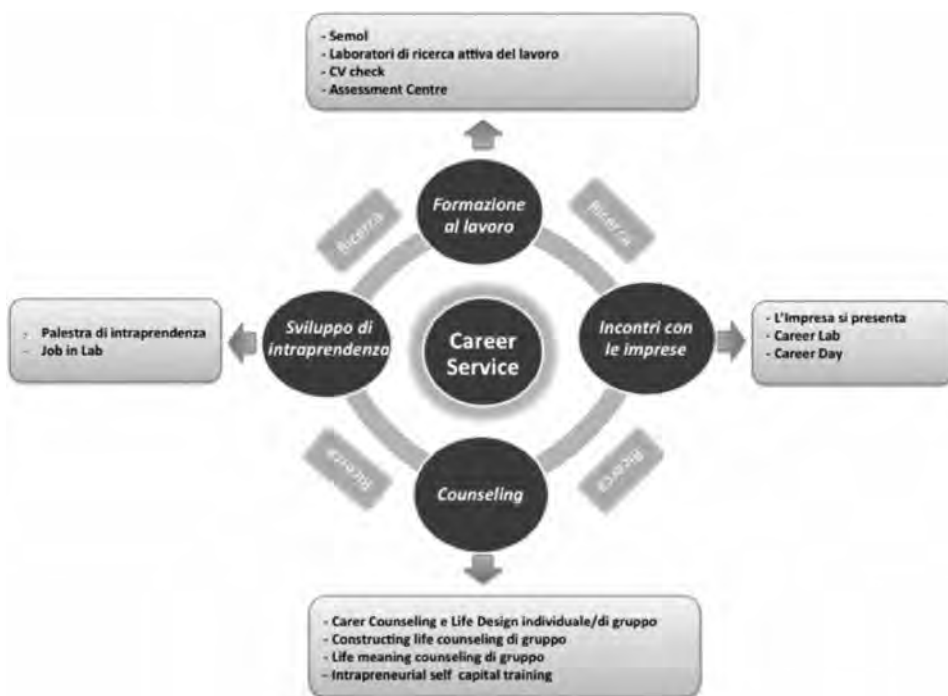 - Semol
- Laboratori di ricerca attiva del lavoro
- CV check
- Assessment Centre
Formazione
al lavoro
Ricerca
Ricerca
- Palestra di intraprendenza
- Job in Lab
Sviluppo di
intraprendenza
Career
Service
Incontri con
le imprese
- L'Impresa si presenta
- Career Lab
- Career Day
Ricerca
Ricerca
Counseling
- Carer Counseling e Life Design individuale/di gruppo
- Constructing life counseling di gruppo
- Life meaning counseling di gruppo
- Intrapreneurial self capital training